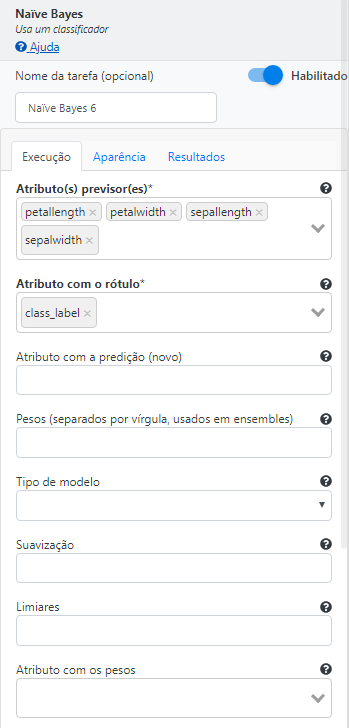 Naïve Bayes
Usa um classificador
Ajuda
Nome da tarefa (opcional)
Habilitado
Naïve Bayes 6
Execução Aparência Resultados
Atributo(s) previsor(es)*
petallength × petalwidth × sepallength ×
sepalwidth ×
Atributo com o rótulo*
class_label ×
Atributo com a predição (novo)
Pesos (separados por vírgula, usados em ensembles)
Tipo de modelo
Suavização
Limiares
Atributo com os pesos